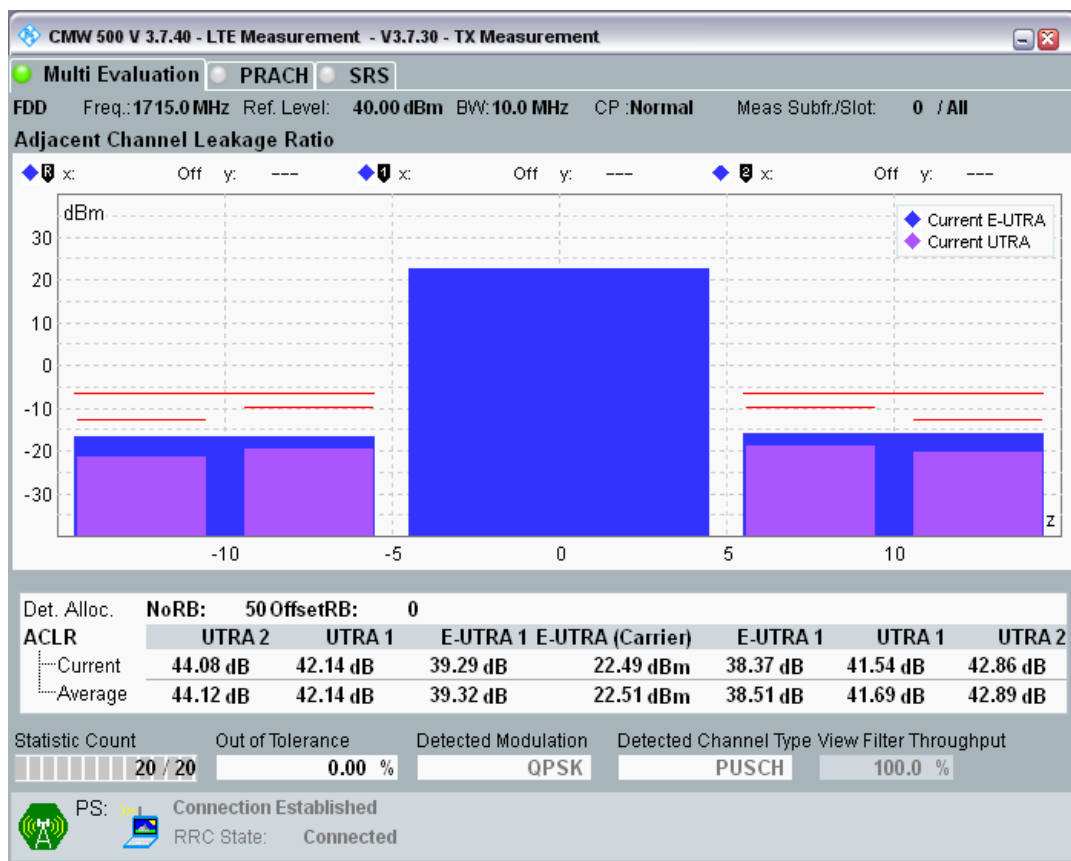 CMW 500 V 3.7.40 - LTE Measurement - V3.7.30 - TX Measurement
Multi Evaluation PRACH SRS
FDD Freq.:1715.0 MHz Ref. Level: 40.00 dBm BW:10.0 MHz CP :Normal Meas Subfr./Slot: 0 / All
Adjacent Channel Leakage Ratio
R x: Off y: --- 1 x: Off y: --- 2 x: Off y: ---
dBm
Current E-UTRA
Current UTRA
30
20
10
0
-10
-20
-30
z
-10 -5 0 5 10
Det. Alloc. NoRB: 50 OffsetRB: 0
ACLR UTRA 2 UTRA 1 E-UTRA 1 E-UTRA (Carrier) E-UTRA 1 UTRA 1 UTRA 2
Current 44.08 dB 42.14 dB 39.29 dB 22.49 dBm 38.37 dB 41.54 dB 42.86 dB
Average 44.12 dB 42.14 dB 39.32 dB 22.51 dBm 38.51 dB 41.69 dB 42.89 dB
Statistic Count Out of Tolerance Detected Modulation Detected Channel Type View Filter Throughput
20 / 20 0.00 % QPSK PUSCH 100.0 %
PS: Connection Established
RRC State: Connected